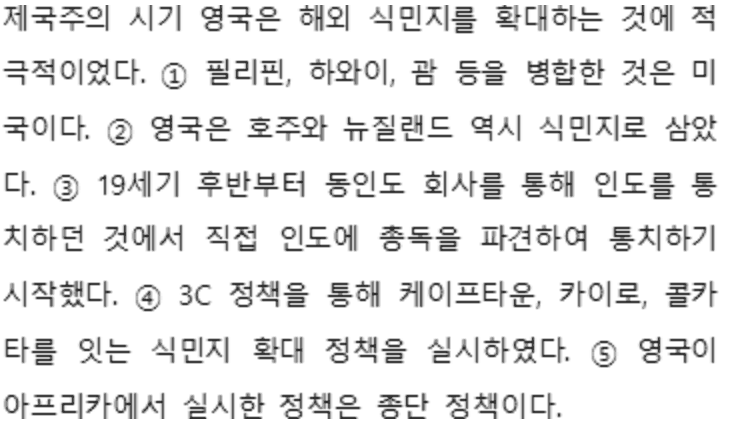 제국주의 시기 영국은 해외 식민지를 확대하는 것에 적
극적이었다. ① 필리핀, 하와이, 괌 등을 병합한 것은 미
국이다. ② 영국은 호주와 뉴질랜드 역시 식민지로 삼았
다. ③ 19세기 후반부터 동인도 회사를 통해 인도를 통
치하던 것에서 직접 인도에 총독을 파견하여 통치하기
시작했다. ④ 3C 정책을 통해 케이프타운, 카이로, 콜카
타를 잇는 식민지 확대 정책을 실시하였다. ⑤ 영국이
아프리카에서 실시한 정책은 종단 정책이다.